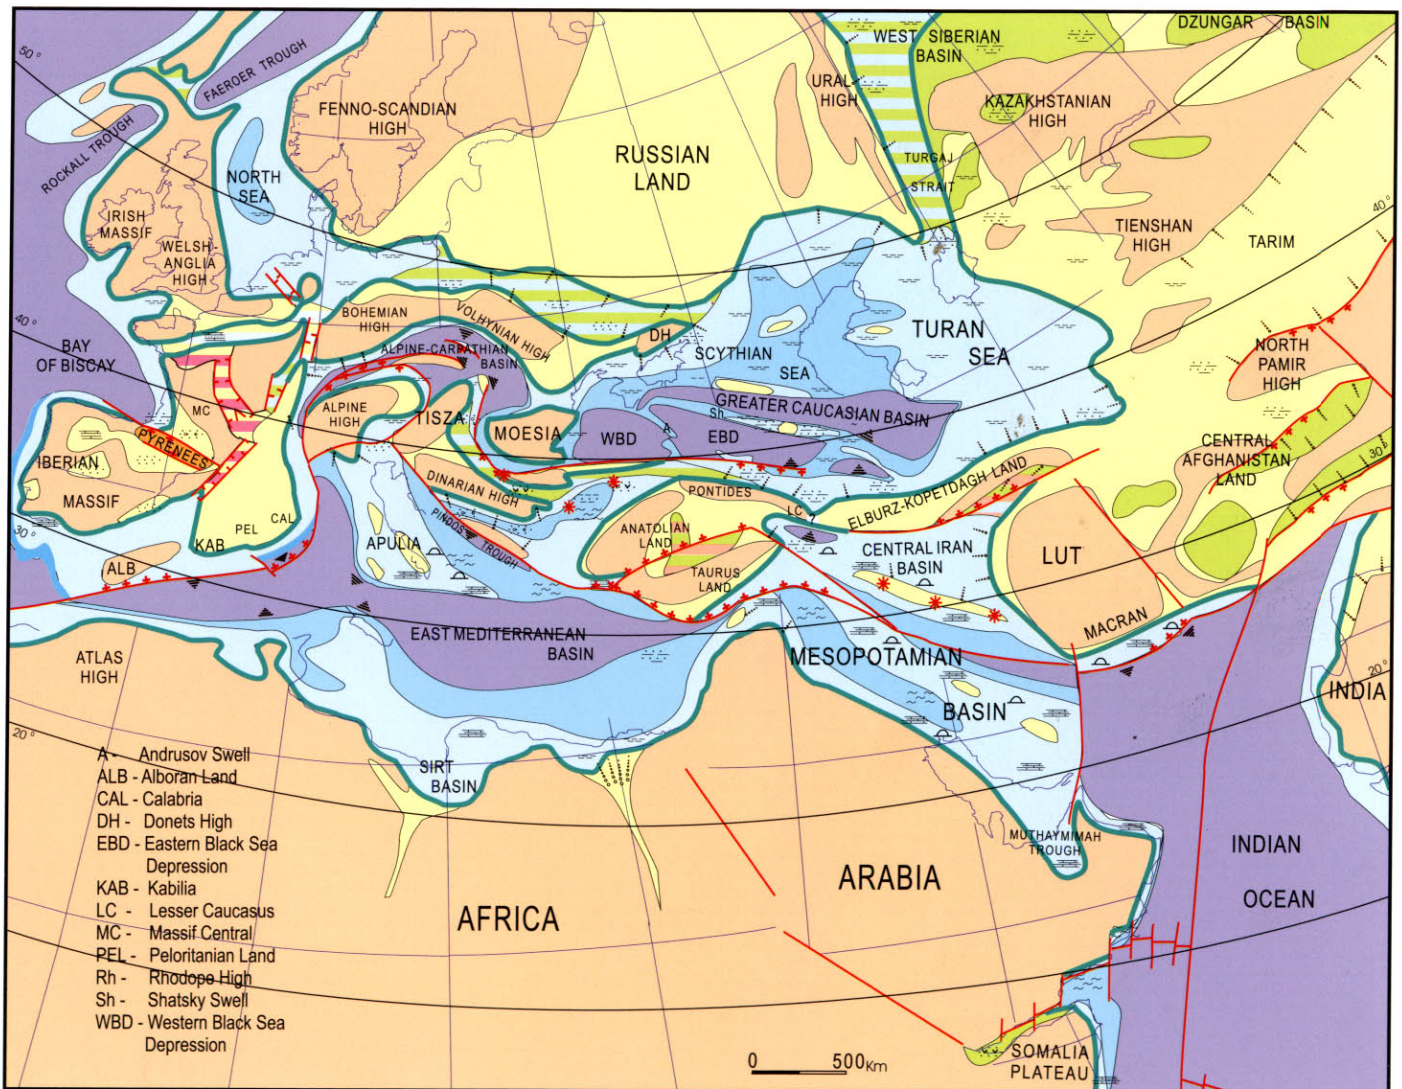 DZUNGAR BASIN
WEST SIBERIAN
BASIN
50°
FAEROER TROUGH
URAL
HIGH
FENNO-SCANDIAN
HIGH
KAZAKHSTANIAN
HIGH
ROCKALL TROUGH
RUSSIAN
LAND
TURGAJ
STRAIT
NORTH
SEA
40°
IRISH
MASSIF
WELSH-
ANGLIA
HIGH
TIENSHAN
HIGH
TARIM
40°
BOHEMIAN
HIGH
VOLHYNIAN HIGH
DH
TURAN
SEA
BAY
OF BISCAY
ALPINE-CARPATHIAN
BASIN
SCYTHIAN
SEA
NORTH
PAMIR
HIGH
MC
ALPINE
HIGH
TISZA
MOESIA
GREATER CAUCASIAN BASIN
Sh
A
WBD
EBD
PYRENEES
IBERIAN
MASSIF
CENTRAL
AFGHANISTAN
LAND
30°
DINARIAN HIGH
PONTIDES
ELBURZ-KOPETDAGH LAND
LC
?
30°
PEL
CAL
KAB
APULIA
PINDOS TROUGH
ANATOLIAN
LAND
CENTRAL IRAN
BASIN
LUT
ALB
TAURUS
LAND
MACRAN
EAST MEDITERRANEAN
BASIN
MESOPOTAMIAN
BASIN
ATLAS
HIGH
20°
INDIA
20°
SIRT
BASIN
A - Andrusov Swell
ALB - Alboran Land
CAL - Calabria
DH - Donets High
EBD - Eastern Black Sea
Depression
KAB - Kabilia
LC - Lesser Caucasus
MC - Massif Central
PEL - Peloritanian Land
Rh - Rhodope High
Sh - Shatsky Swell
WBD - Western Black Sea
Depression
MUTHAYMIMAH
TROUGH
INDIAN
OCEAN
ARABIA
AFRICA
SOMALIA
PLATEAU
0 500Km